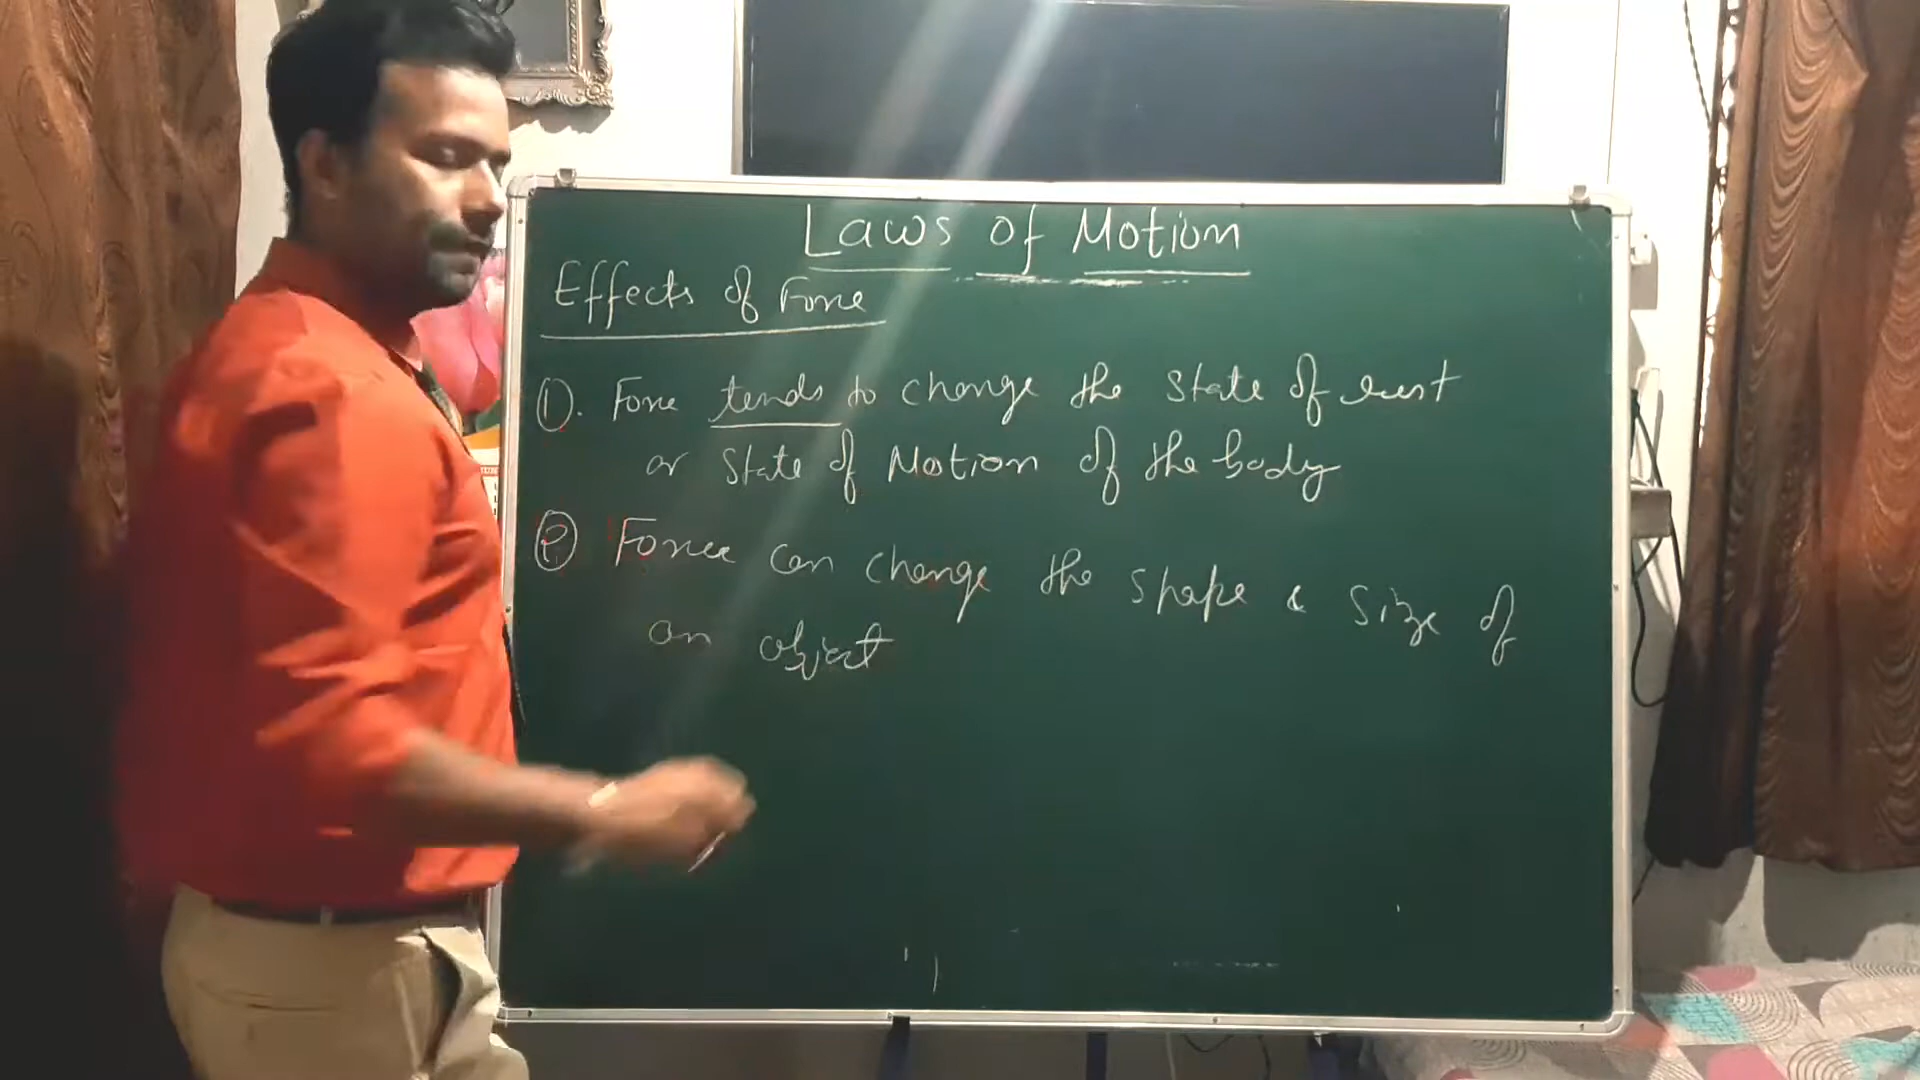 Laws of Motion
Effects of Force
1. Force tends to change the state of rest
or state of Motion of the body
2 Force can change the shape & size of
an object